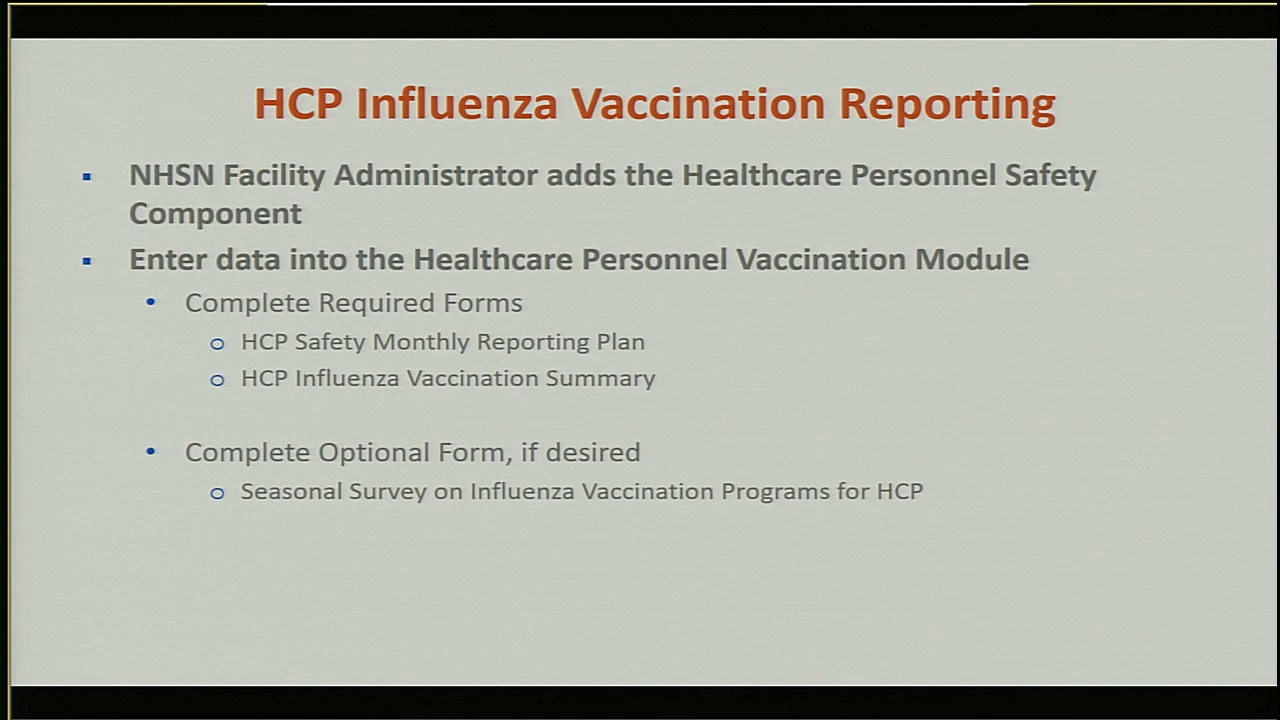 HCP Influenza Vaccination Reporting
NHSN Facility Administrator adds the Healthcare Personnel Safety
Component
Enter data into the Healthcare Personnel Vaccination Module
Complete Required Forms
HCP Safety Monthly Reporting Plan
HCP Influenza Vaccination Summary
Complete Optional Form, if desired
Seasonal Survey on Influenza Vaccination Programs for HCP